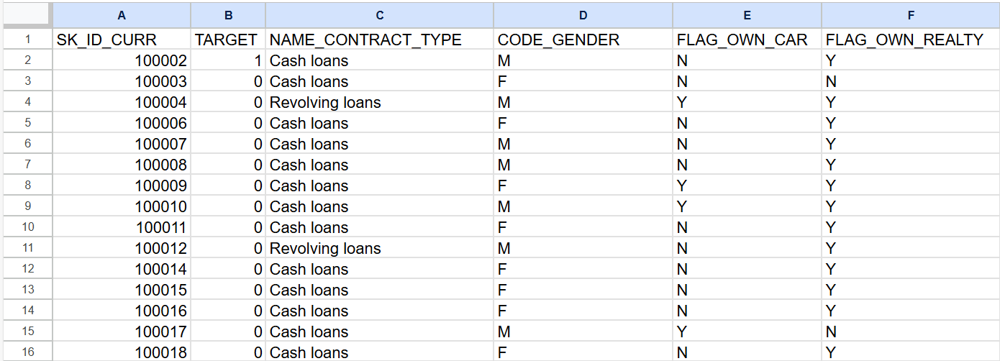 A B C D E F
1 SK_ID_CURR TARGET NAME_CONTRACT_TYPE CODE_GENDER FLAG_OWN_CAR FLAG_OWN_REALTY
2 100002 1 Cash loans M N Y
3 100003 0 Cash loans F N N
4 100004 0 Revolving loans M Y Y
5 100006 0 Cash loans F N Y
6 100007 0 Cash loans M N Y
7 100008 0 Cash loans M N Y
8 100009 0 Cash loans F Y Y
9 100010 0 Cash loans M Y Y
10 100011 0 Cash loans F N Y
11 100012 0 Revolving loans M N Y
12 100014 0 Cash loans F N Y
13 100015 0 Cash loans F N Y
14 100016 0 Cash loans F N Y
15 100017 0 Cash loans M Y N
16 100018 0 Cash loans F N Y